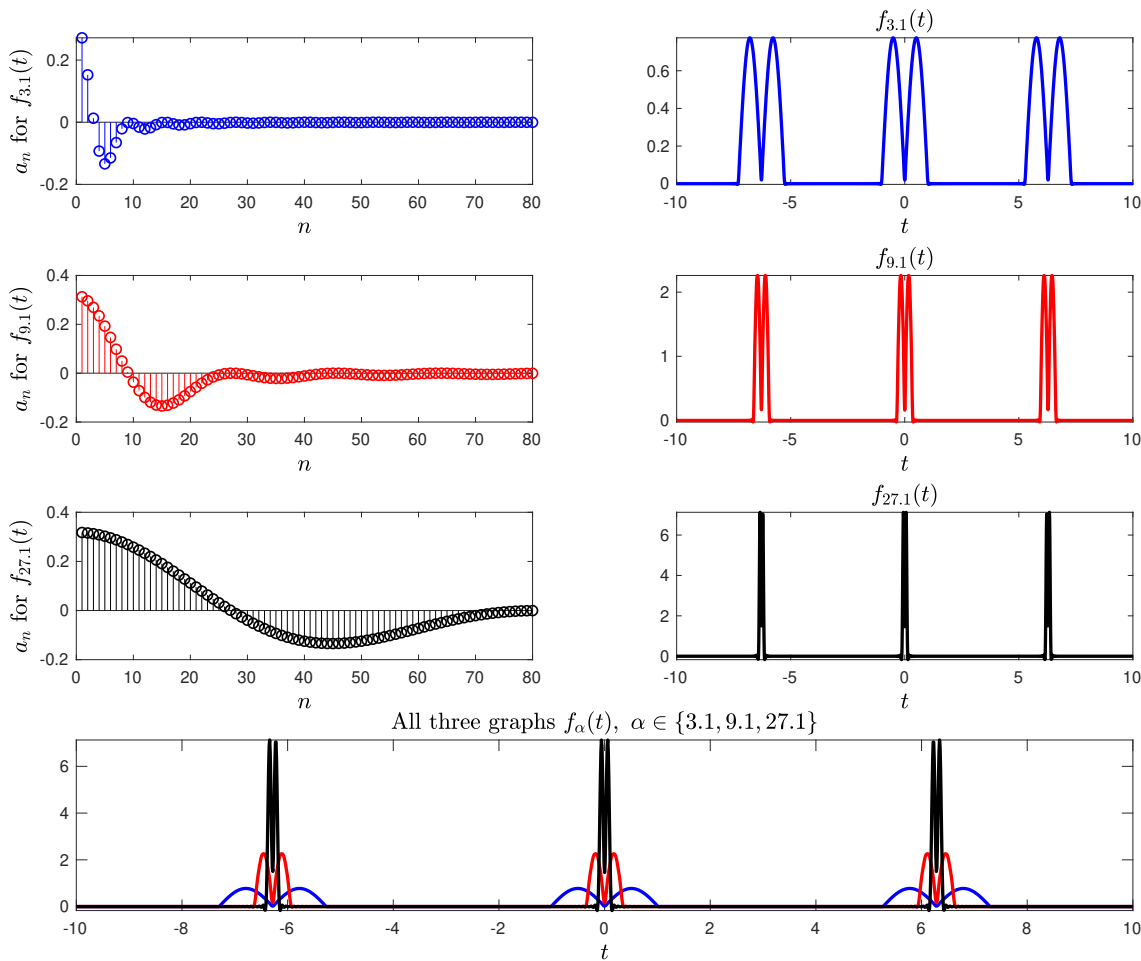 0.2
0
-0.2
0 10 20 30 40 50 60 70 80
n
a_n for f_{3.1}(t)
f_{3.1}(t)
0.6
0.4
0.2
0
-10 -5 0 5 10
t
0.4
0.2
0
-0.2
0 10 20 30 40 50 60 70 80
n
a_n for f_{9.1}(t)
f_{9.1}(t)
2
1
0
-10 -5 0 5 10
t
0.4
0.2
0
-0.2
0 10 20 30 40 50 60 70 80
n
a_n for f_{27.1}(t)
f_{27.1}(t)
6
4
2
0
-10 -5 0 5 10
t
All three graphs f_α(t), α ∈ {3.1, 9.1, 27.1}
6
4
2
0
-10 -8 -6 -4 -2 0 2 4 6 8 10
t